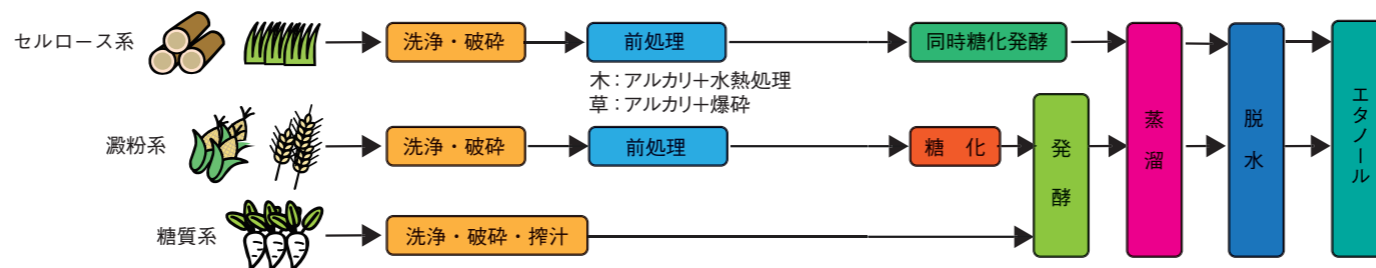 セルロース系
洗浄・破砕
前処理
同時糖化発酵
木：アルカリ＋水熱処理
草：アルカリ＋爆砕
澱粉系
洗浄・破砕
前処理
糖　化
発酵
蒸溜
脱水
エタノール
糖質系
洗浄・破砕・搾汁